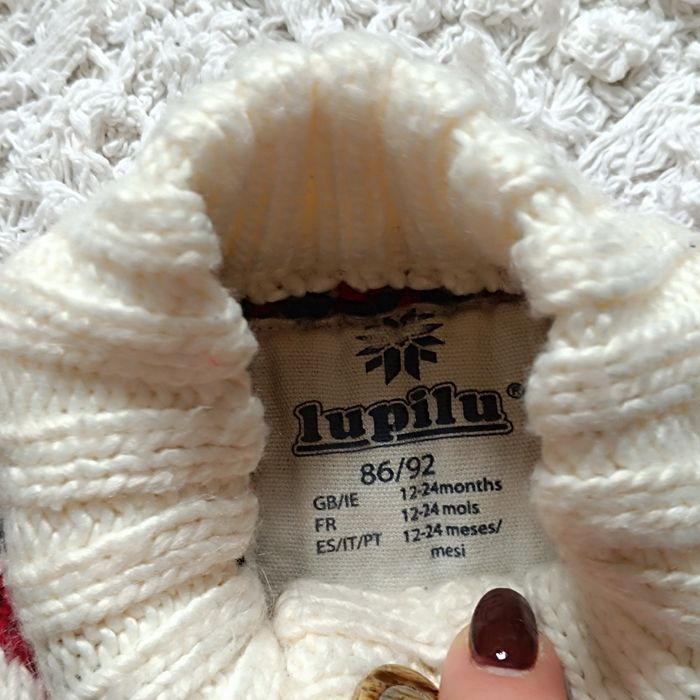 lupilu®
86/92
GB/IE 12-24months
FR 12-24 mois
ES/IT/PT 12-24 meses/
mesi